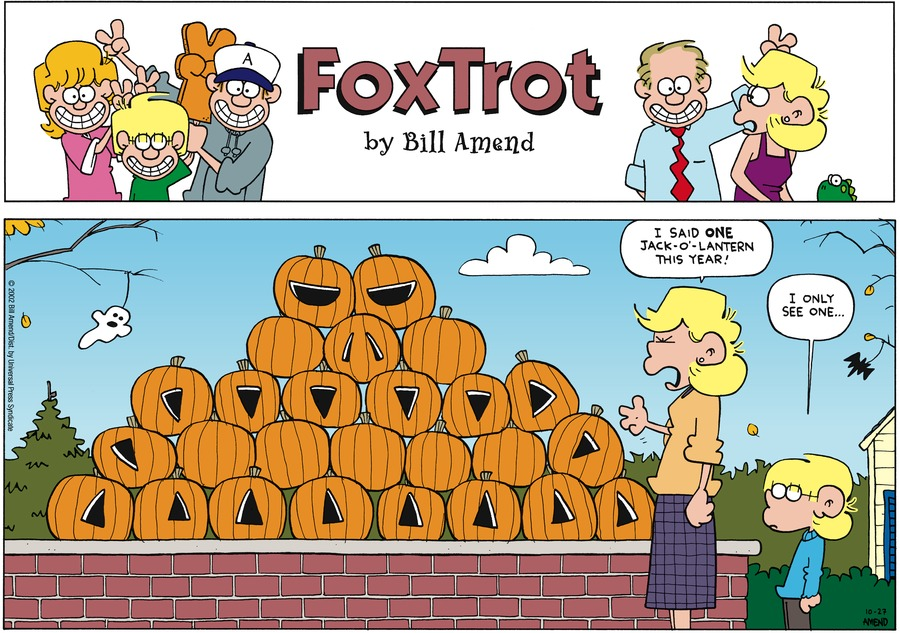 A
FoxTrot
by Bill Amend
I SAID ONE
JACK-O'-LANTERN
THIS YEAR!
I ONLY
SEE ONE...
© 2002 Bill Amend/Dist. by Universal Press Syndicate
10-27
AMEND